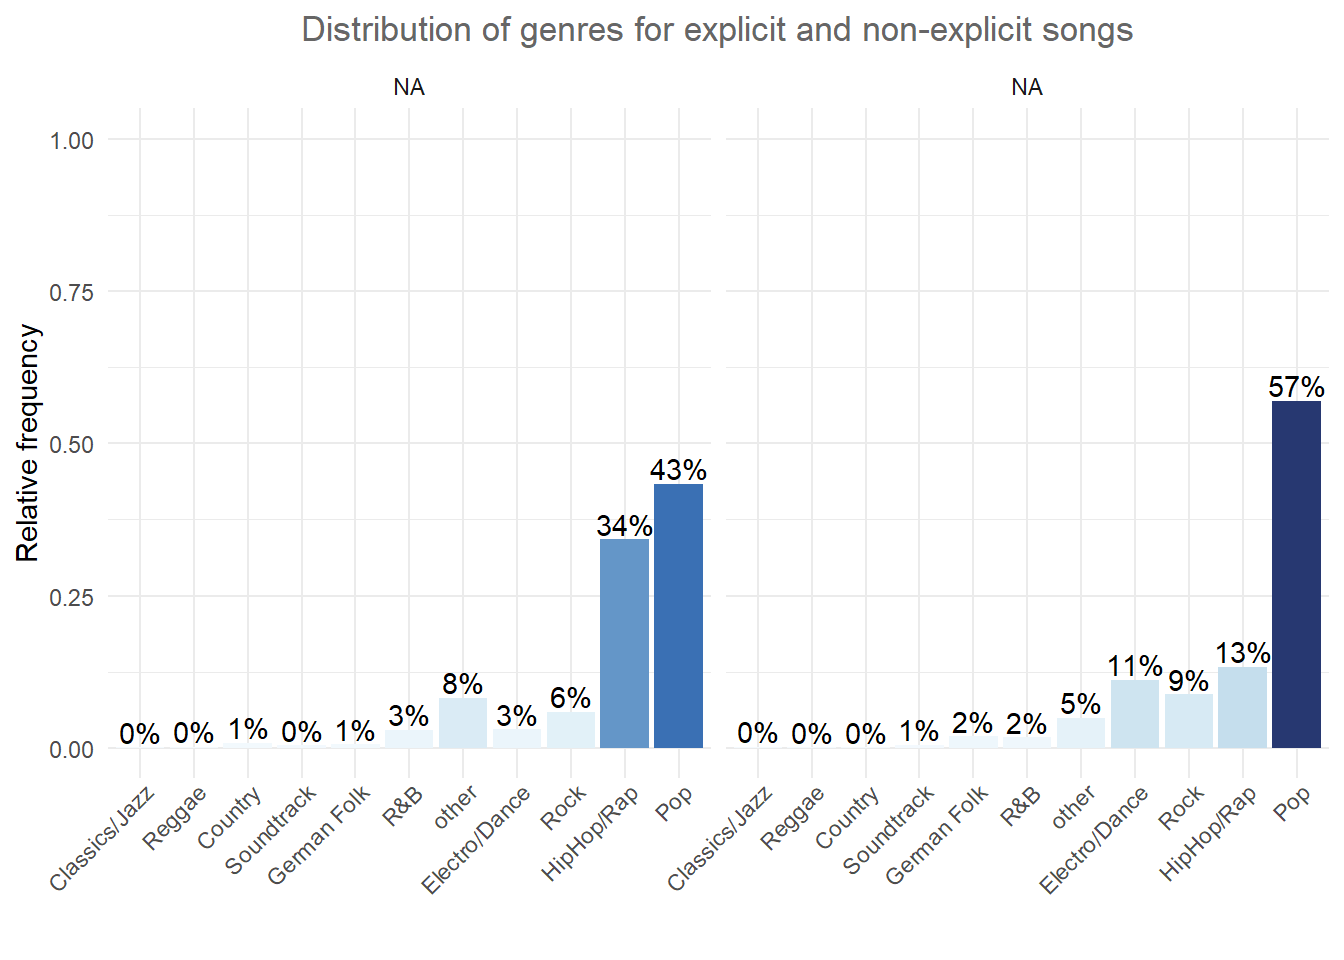 Distribution of genres for explicit and non-explicit songs
NA
NA
Relative frequency
1.00
0.75
0.50
0.25
0.00
0%
0%
1%
0%
1%
3%
8%
3%
6%
34%
43%
0%
0%
0%
1%
2%
2%
5%
11%
9%
13%
57%
Classics/Jazz
Reggae
Country
Soundtrack
German Folk
R&B
other
Electro/Dance
Rock
HipHop/Rap
Pop
Classics/Jazz
Reggae
Country
Soundtrack
German Folk
R&B
other
Electro/Dance
Rock
HipHop/Rap
Pop